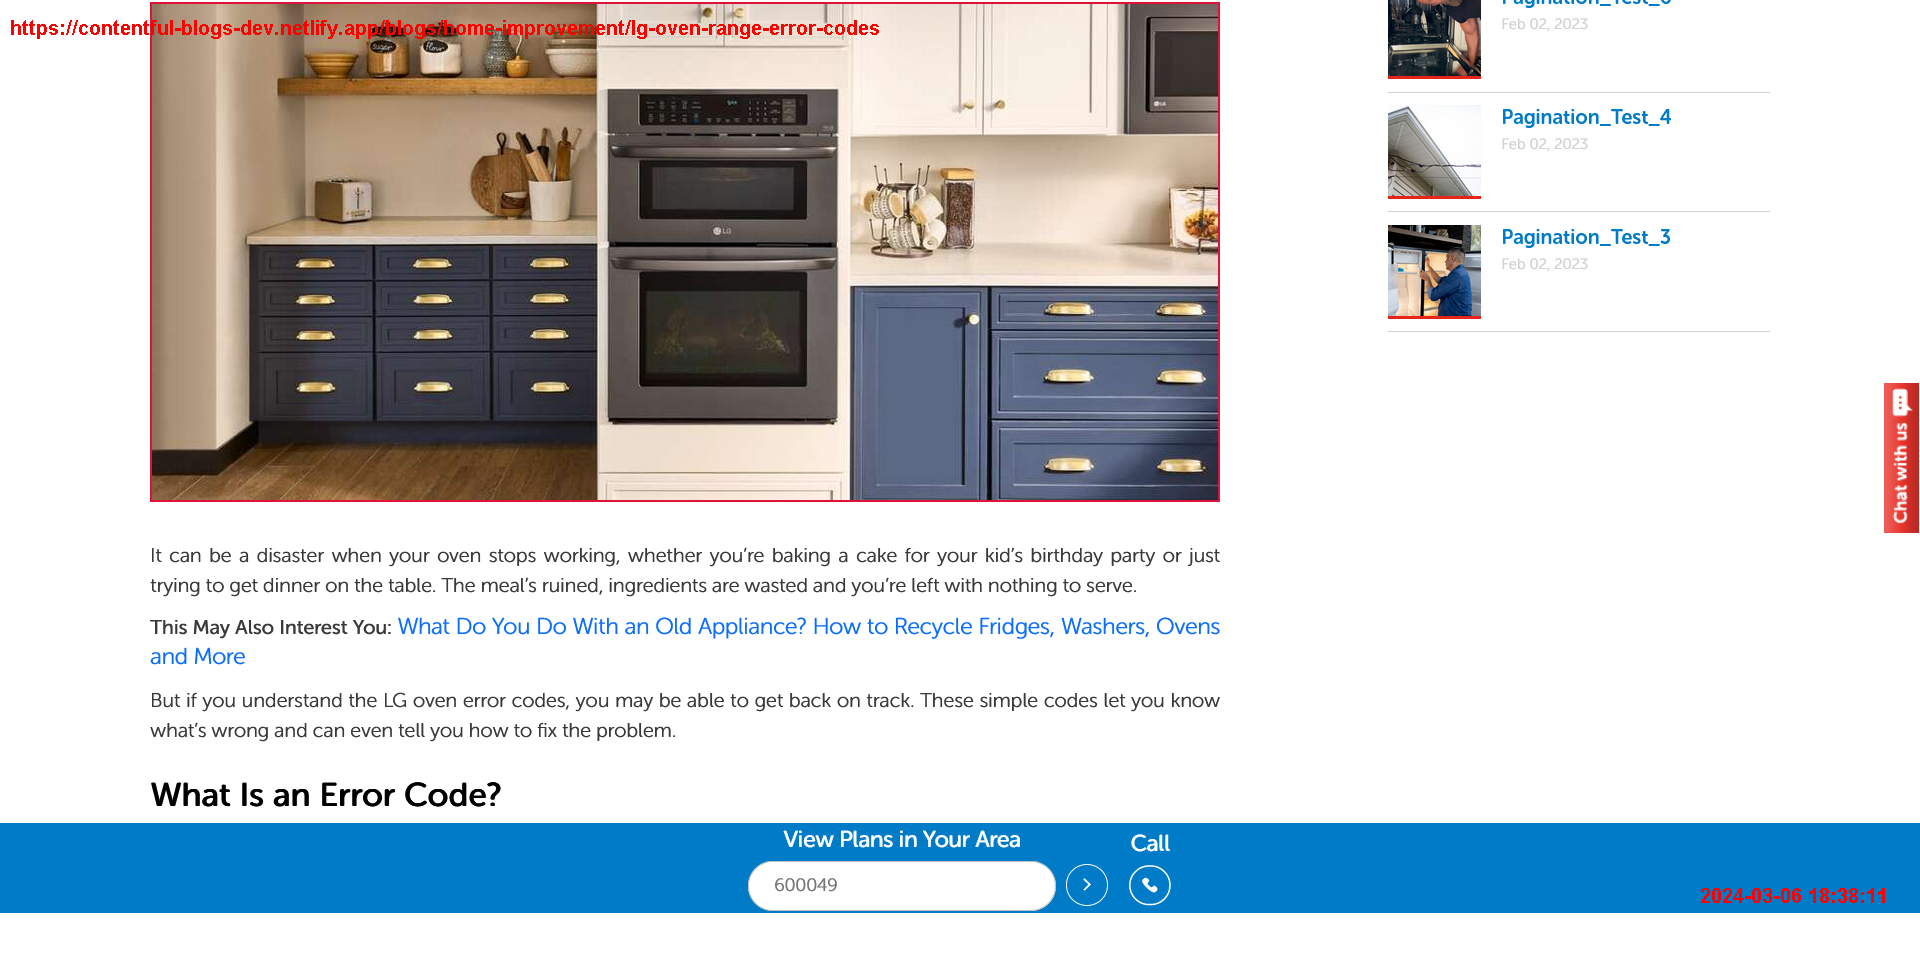 https://contentful-blogs-dev.netlify.app/blogs/home-improvement/lg-oven-range-error-codes
Sugar
Flour
LG
LG
Feb 02, 2023
Pagination_Test_4
Feb 02, 2023
Pagination_Test_3
Feb 02, 2023
Chat with us
It can be a disaster when your oven stops working, whether you’re baking a cake for your kid’s birthday party or just
trying to get dinner on the table. The meal’s ruined, ingredients are wasted and you’re left with nothing to serve.
This May Also Interest You: What Do You Do With an Old Appliance? How to Recycle Fridges, Washers, Ovens
and More
But if you understand the LG oven error codes, you may be able to get back on track. These simple codes let you know
what’s wrong and can even tell you how to fix the problem.
What Is an Error Code?
View Plans in Your Area
Call
600049
2024-03-06 18:38:11